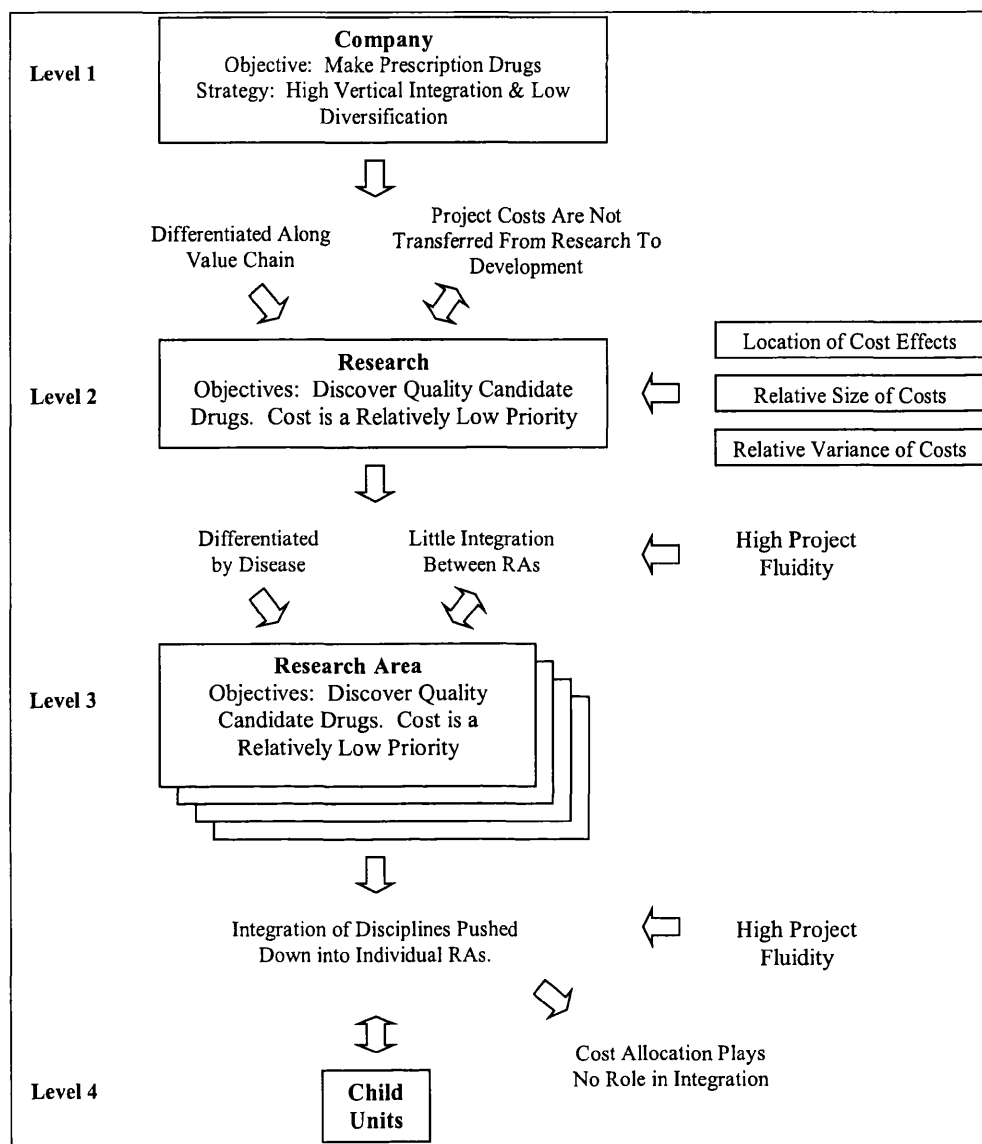 Company
Level 1
Objective: Make Prescription Drugs
Strategy: High Vertical Integration & Low
Diversification
Differentiated Along
Value Chain
Project Costs Are Not
Transferred From Research To
Development
Level 2
Research
Objectives: Discover Quality Candidate
Drugs. Cost is a Relatively Low Priority
Location of Cost Effects
Relative Size of Costs
Relative Variance of Costs
Differentiated
by Disease
Little Integration
Between RAs
High Project
Fluidity
Level 3
Research Area
Objectives: Discover Quality
Candidate Drugs. Cost is a
Relatively Low Priority
Integration of Disciplines Pushed
Down into Individual RAs.
High Project
Fluidity
Cost Allocation Plays
No Role in Integration
Level 4
Child
Units